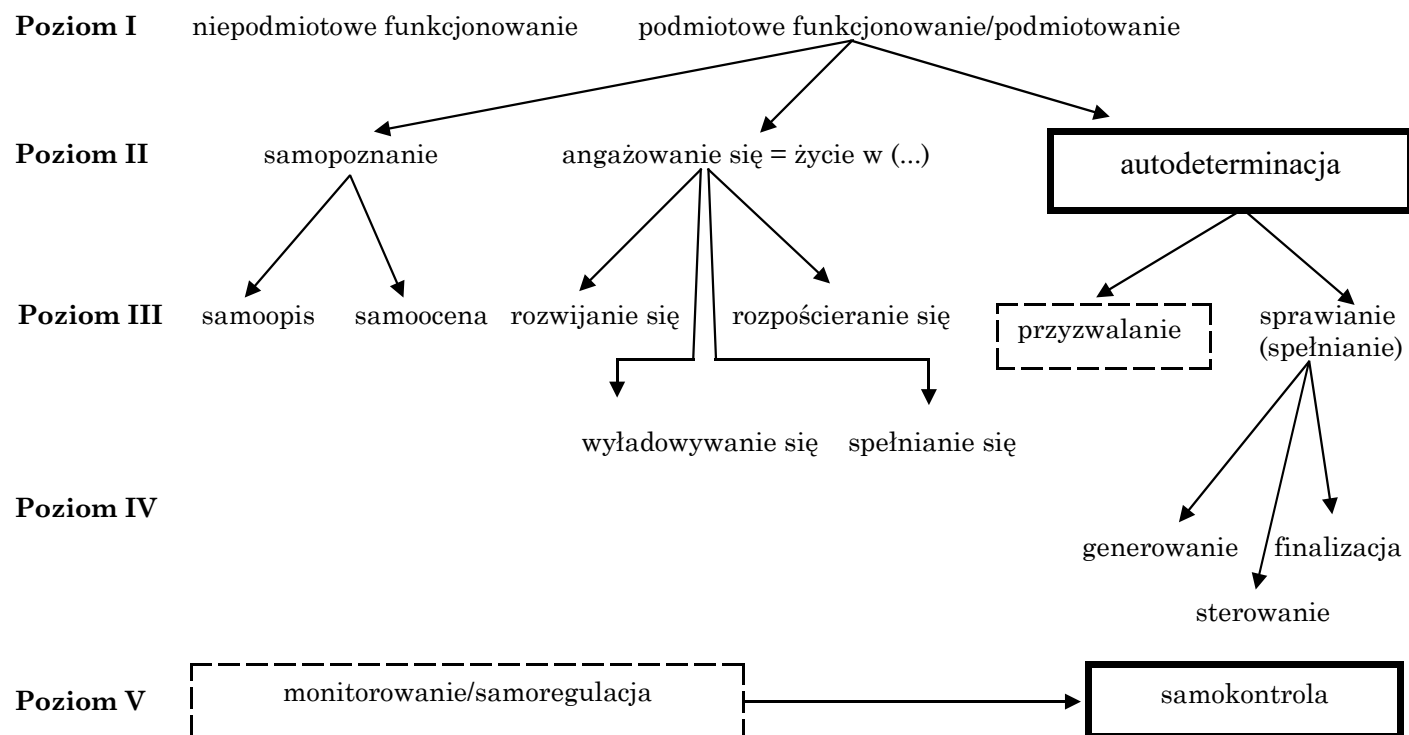 Poziom I niepodmiotowe funkcjonowanie podmiotowe funkcjonowanie/podmiotowanie
Poziom II samopoznanie angażowanie się = życie w (...) autodeterminacja
Poziom III samoopis samoocena rozwijanie się rozpościeranie się przyzwalanie sprawianie
(spełnianie)
wyładowywanie się spełnianie się
Poziom IV
generowanie finalizacja
sterowanie
Poziom V monitorowanie/samoregulacja samokontrola